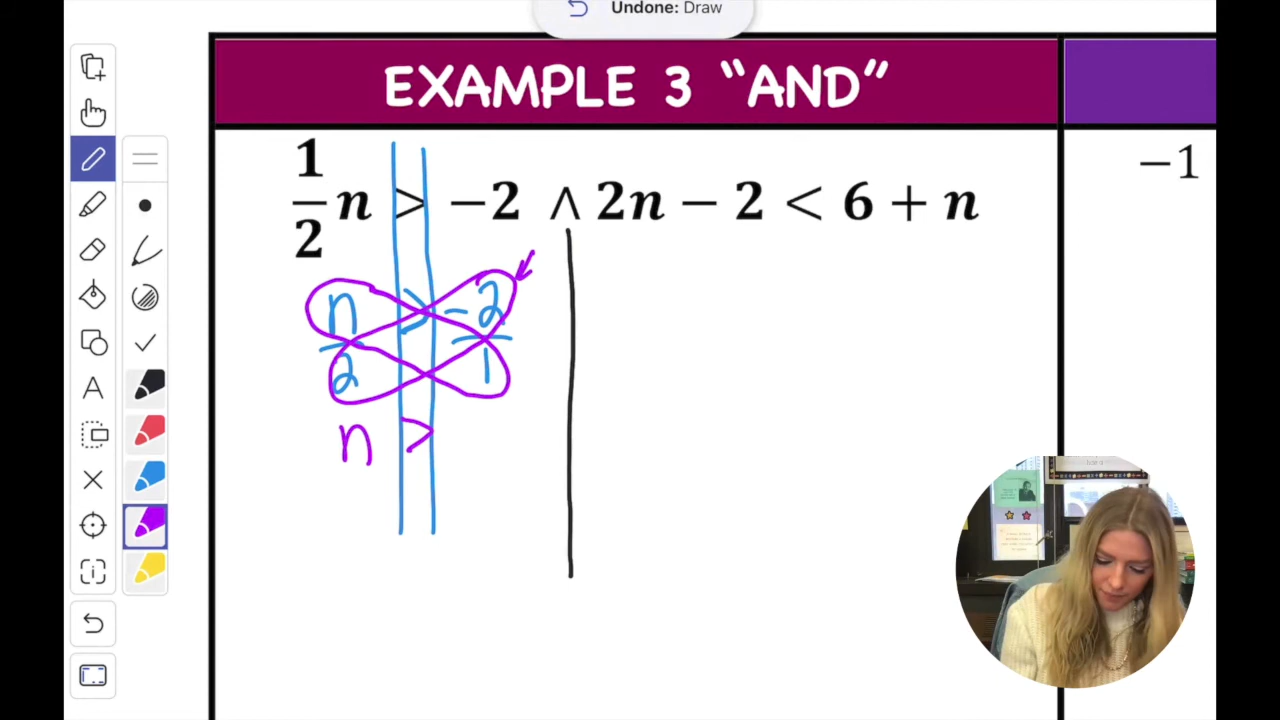 Undone: Draw
EXAMPLE 3 “AND”
1/2 n > −2 ∧ 2n − 2 < 6 + n
−1
n/2 > −2/1
n >
A